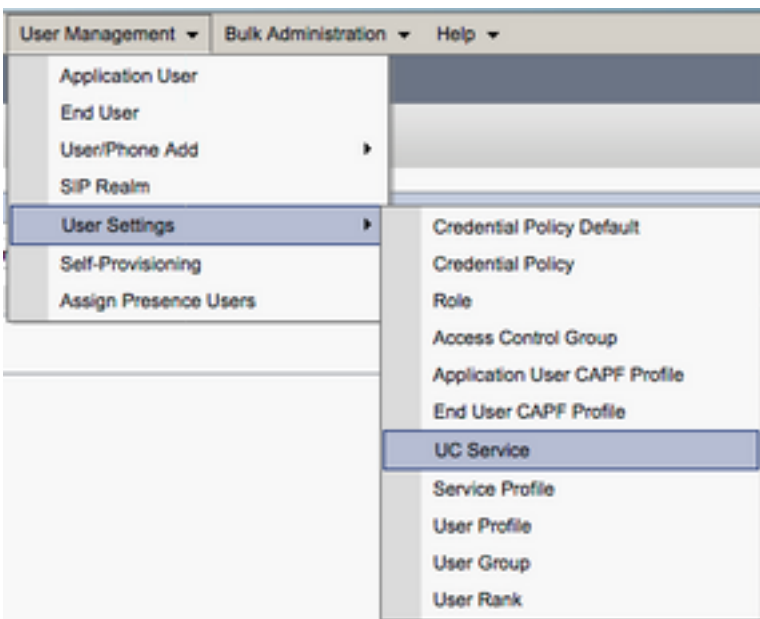 User Management Bulk Administration Help
Application User
End User
User/Phone Add
SIP Realm
User Settings
Self-Provisioning
Assign Presence Users
Credential Policy Default
Credential Policy
Role
Access Control Group
Application User CAPF Profile
End User CAPF Profile
UC Service
Service Profile
User Profile
User Group
User Rank